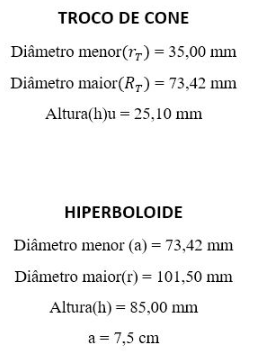 TROCO DE CONE
Diâmetro menor(r_T) = 35,00 mm
Diâmetro maior(R_T) = 73,42 mm
Altura(h)u = 25,10 mm
HIPERBOLOIDE
Diâmetro menor (a) = 73,42 mm
Diâmetro maior(r) = 101,50 mm
Altura(h) = 85,00 mm
a = 7,5 cm